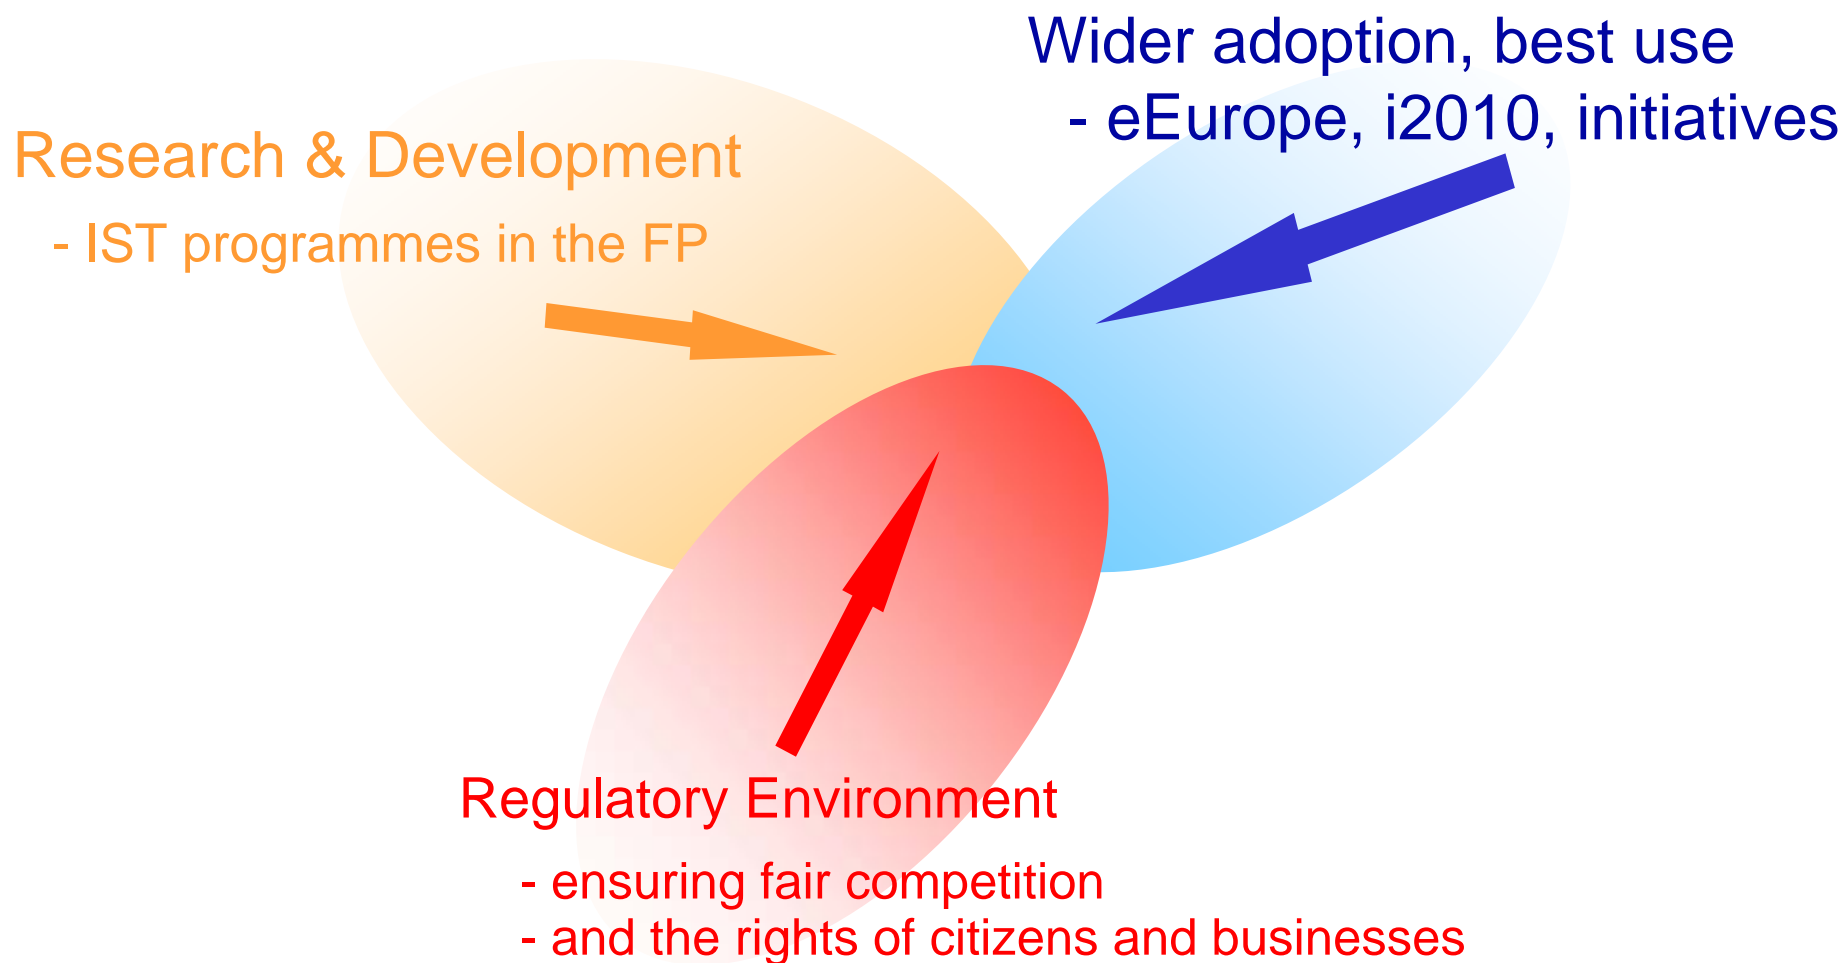 Wider adoption, best use
- eEurope, i2010, initiatives
Research & Development
- IST programmes in the FP
Regulatory Environment
- ensuring fair competition
- and the rights of citizens and businesses